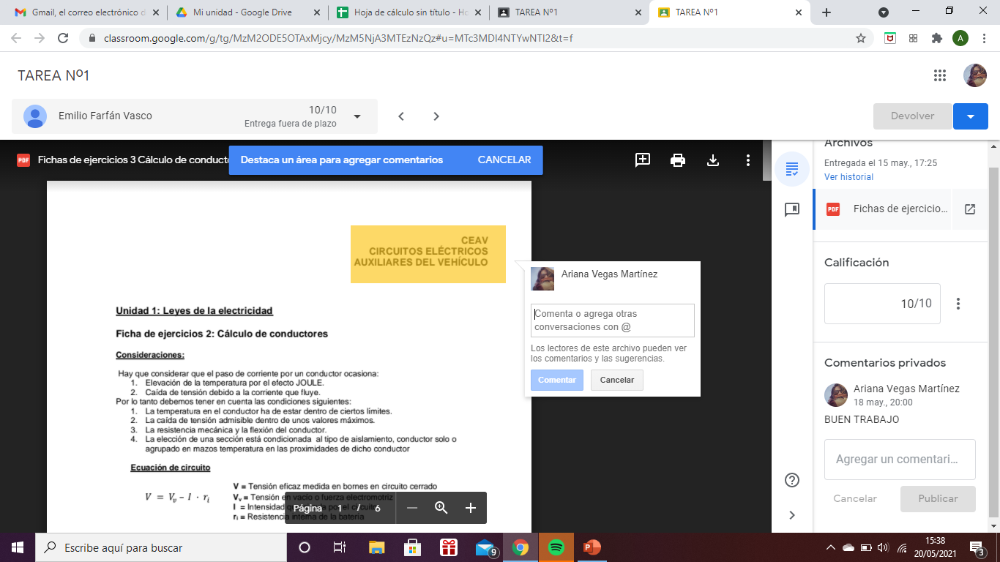 Gmail, el correo electrónico d
Mi unidad - Google Drive
Hoja de cálculo sin título - Ho
TAREA Nº1
TAREA Nº1
classroom.google.com/g/tg/MzM2ODE5OTAxMjcy/MzM5NjA3MTEzNzQz#u=MTc3MDI4NTYwNTI2&t=f
A
TAREA Nº1
Emilio Farfán Vasco
10/10
Entrega fuera de plazo
Devolver
PDF
Fichas de ejercicios 3 Cálculo de conducto
Destaca un área para agregar comentarios
CANCELAR
CEAV
CIRCUITOS ELÉCTRICOS
AUXILIARES DEL VEHÍCULO
Unidad 1: Leyes de la electricidad
Ficha de ejercicios 2: Cálculo de conductores
Consideraciones:
Hay que considerar que el paso de corriente por un conductor ocasiona:
1. Elevación de la temperatura por el efecto JOULE.
2. Caída de tensión debido a la corriente que fluye.
Por lo tanto debemos tener en cuenta las condiciones siguientes:
1. La temperatura en el conductor ha de estar dentro de ciertos límites.
2. La caída de tensión admisible dentro de unos valores máximos.
3. La resistencia mecánica y la flexión del conductor.
4. La elección de una sección está condicionada al tipo de aislamiento, conductor solo o
agrupado en mazos temperatura en las proximidades de dicho conductor
Ecuación de circuito
V = Vv – I · ri
V = Tensión eficaz medida en bornes en circuito cerrado
Vv = Tensión en vacío o fuerza electromotriz
I = Intensidad que circula por el circuito
ri = Resistencia interna de la batería
Página 1 / 6
Ariana Vegas Martínez
Comenta o agrega otras
conversaciones con @
Los lectores de este archivo pueden ver
los comentarios y las sugerencias.
Comentar
Cancelar
Archivos
Entregada el 15 may., 17:25
Ver historial
PDF
Fichas de ejercicio…
Calificación
10/10
Comentarios privados
Ariana Vegas Martínez
18 may., 20:00
BUEN TRABAJO
Agregar un comentari…
Cancelar
Publicar
Escribe aquí para buscar
9
P
15:38
20/05/2021
3